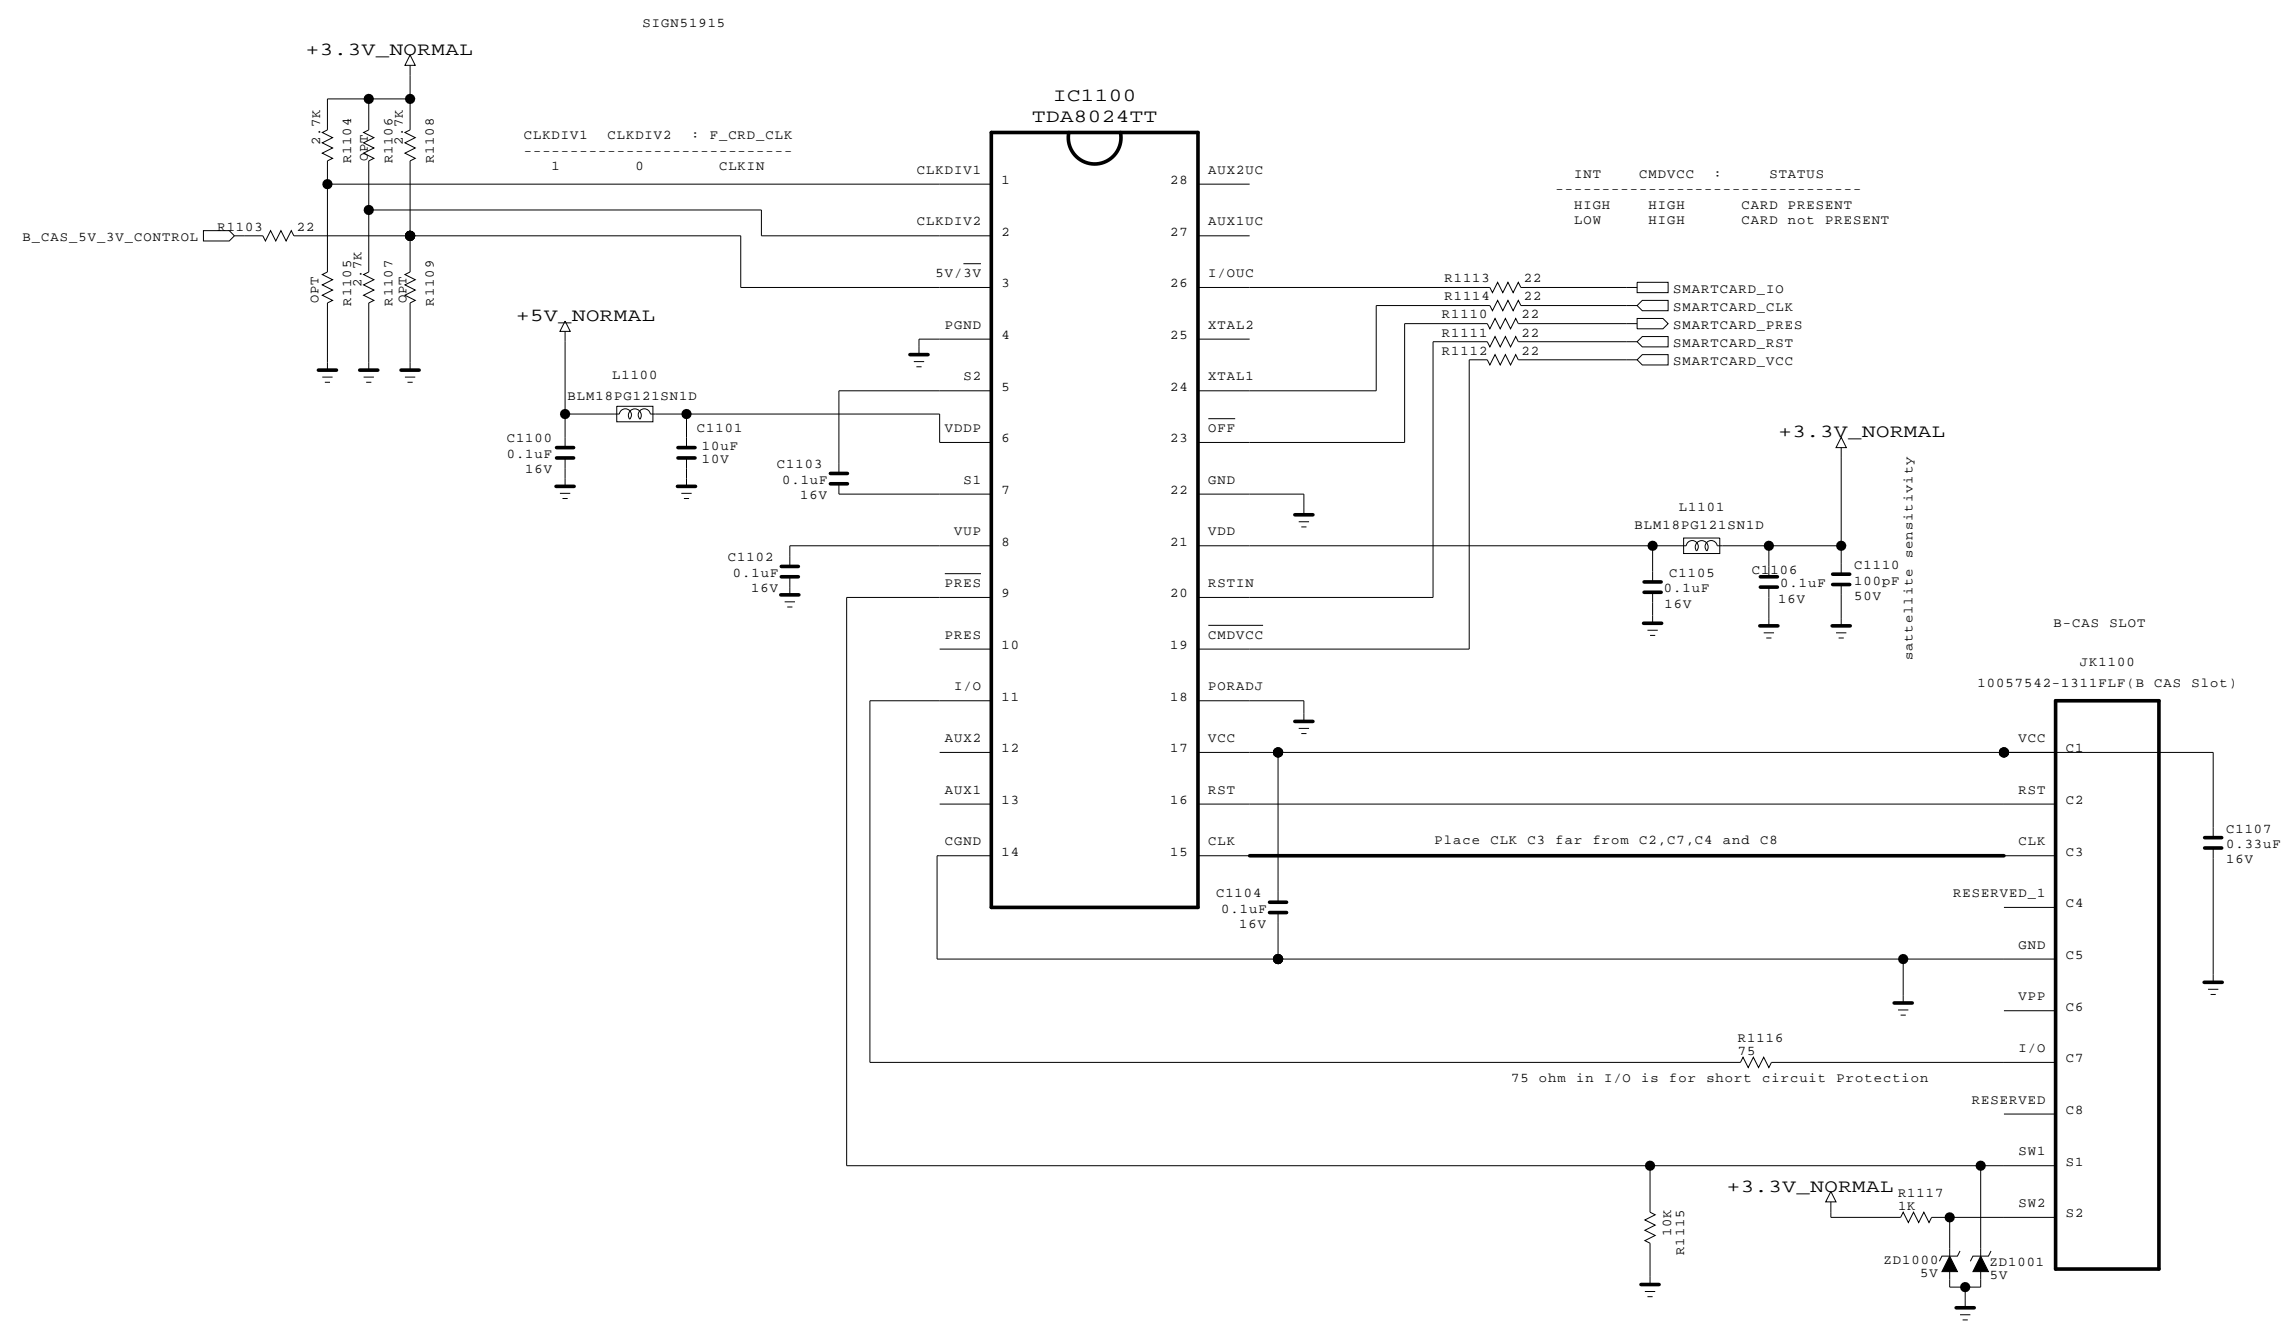 SIGN51915
+3.3V_NORMAL
2.7K
R1104
OPT
R1106
2.7K
R1108
CLKDIV1 CLKDIV2 : F_CRD_CLK
---------------------------
1 0 CLKIN
B_CAS_5V_3V_CONTROL
R1103 22
OPT
R1105
2.7K
R1107
OPT
R1109
+5V_NORMAL
L1100
BLM18PG121SN1D
C1100
0.1uF
16V
C1101
10uF
10V
C1103
0.1uF
16V
C1102
0.1uF
16V
IC1100
TDA8024TT
CLKDIV1 1
CLKDIV2 2
5V/3V 3
PGND 4
S2 5
VDDP 6
S1 7
VUP 8
PRES 9
PRES 10
I/O 11
AUX2 12
AUX1 13
CGND 14
28 AUX2UC
27 AUX1UC
26 I/OUC
25 XTAL2
24 XTAL1
23 OFF
22 GND
21 VDD
20 RSTIN
19 CMDVCC
18 PORADJ
17 VCC
16 RST
15 CLK
INT CMDVCC : STATUS
-------------------------------
HIGH HIGH CARD PRESENT
LOW HIGH CARD not PRESENT
R1113 22 SMARTCARD_IO
R1114 22 SMARTCARD_CLK
R1110 22 SMARTCARD_PRES
R1111 22 SMARTCARD_RST
R1112 22 SMARTCARD_VCC
+3.3V_NORMAL
L1101
BLM18PG121SN1D
C1105
0.1uF
16V
C1106
0.1uF
16V
C1110
100pF
50V
sattellite sensitivity
B-CAS SLOT
JK1100
10057542-1311FLF(B CAS Slot)
VCC C1
RST C2
Place CLK C3 far from C2,C7,C4 and C8
CLK C3
RESERVED_1 C4
GND C5
VPP C6
I/O C7
RESERVED C8
SW1 S1
SW2 S2
C1107
0.33uF
16V
C1104
0.1uF
16V
R1116
75
75 ohm in I/O is for short circuit Protection
+3.3V_NORMAL
R1117
1K
10K
R1115
ZD1000
5V
ZD1001
5V